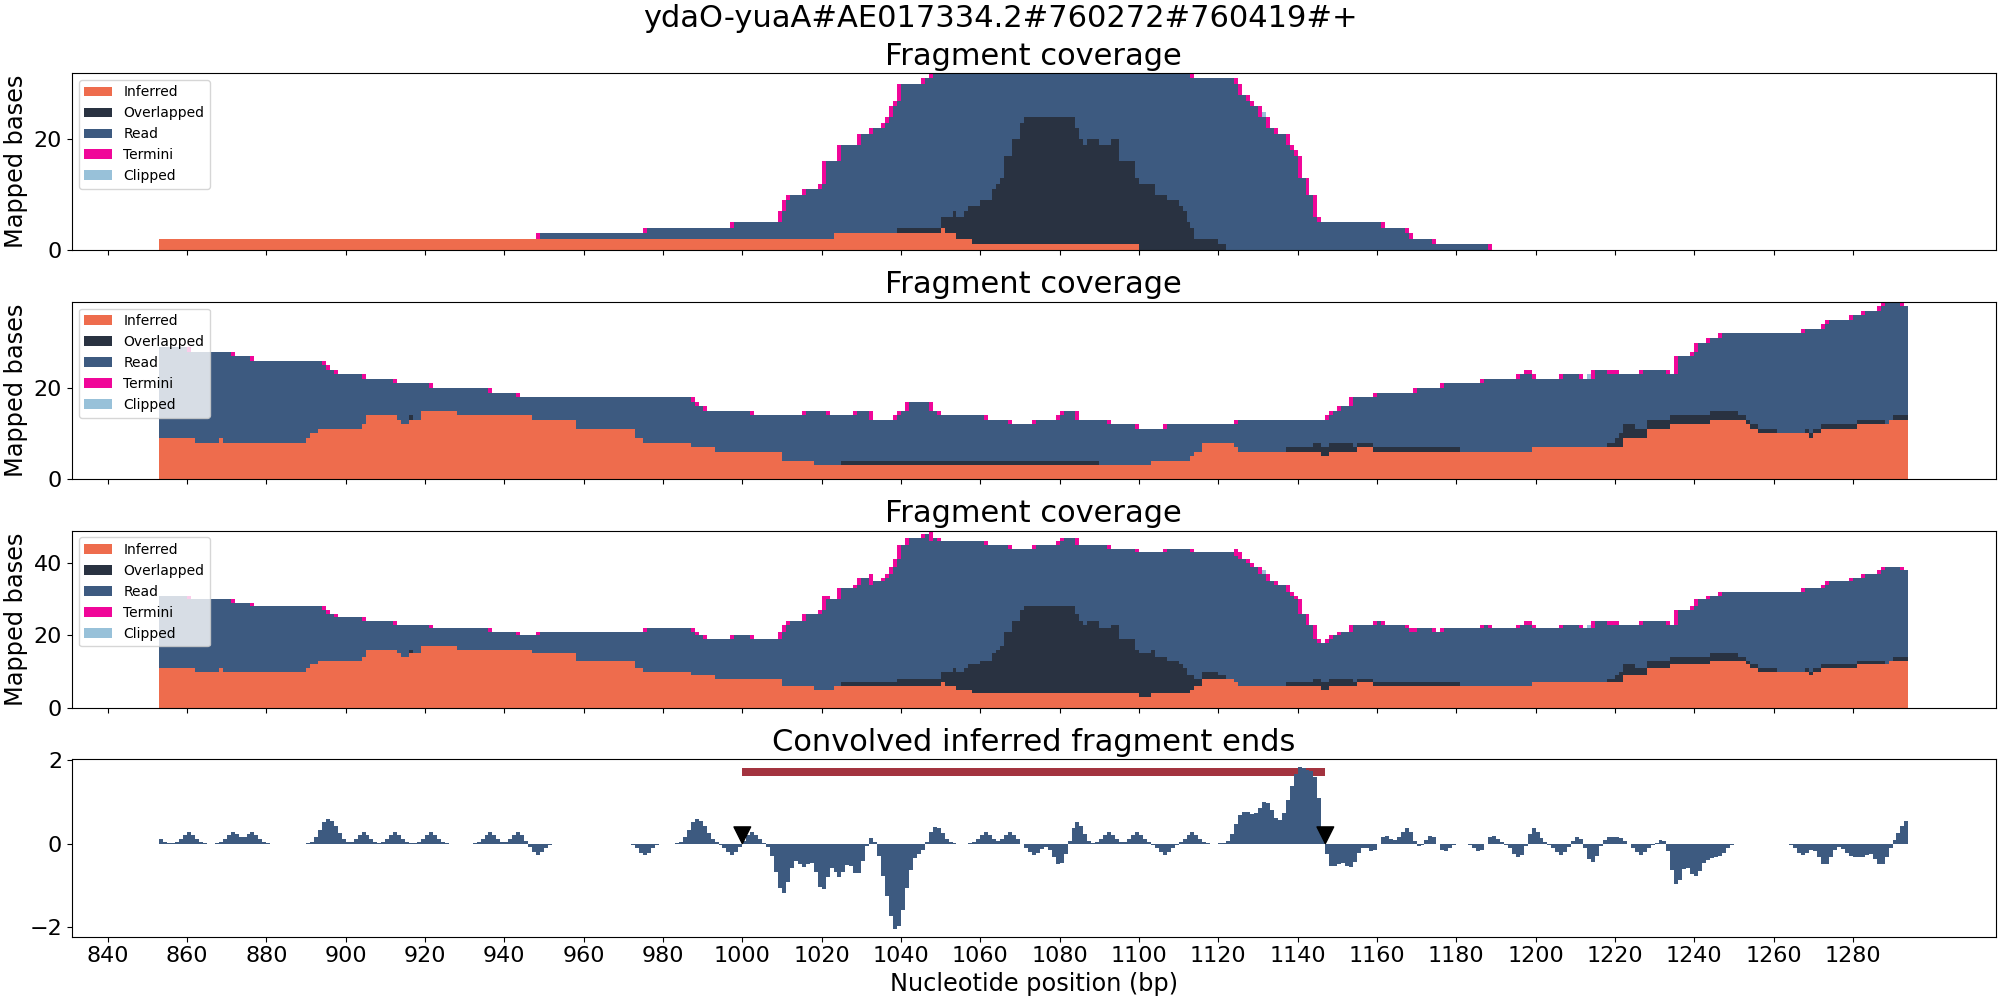 ydaO-yuaA#AE017334.2#760272#760419#+
Fragment coverage
Mapped bases
20
0
Inferred
Overlapped
Read
Termini
Clipped
Fragment coverage
Mapped bases
20
0
Inferred
Overlapped
Read
Termini
Clipped
Fragment coverage
Mapped bases
40
20
0
Inferred
Overlapped
Read
Termini
Clipped
Convolved inferred fragment ends
2
0
−2
840 860 880 900 920 940 960 980 1000 1020 1040 1060 1080 1100 1120 1140 1160 1180 1200 1220 1240 1260 1280
Nucleotide position (bp)